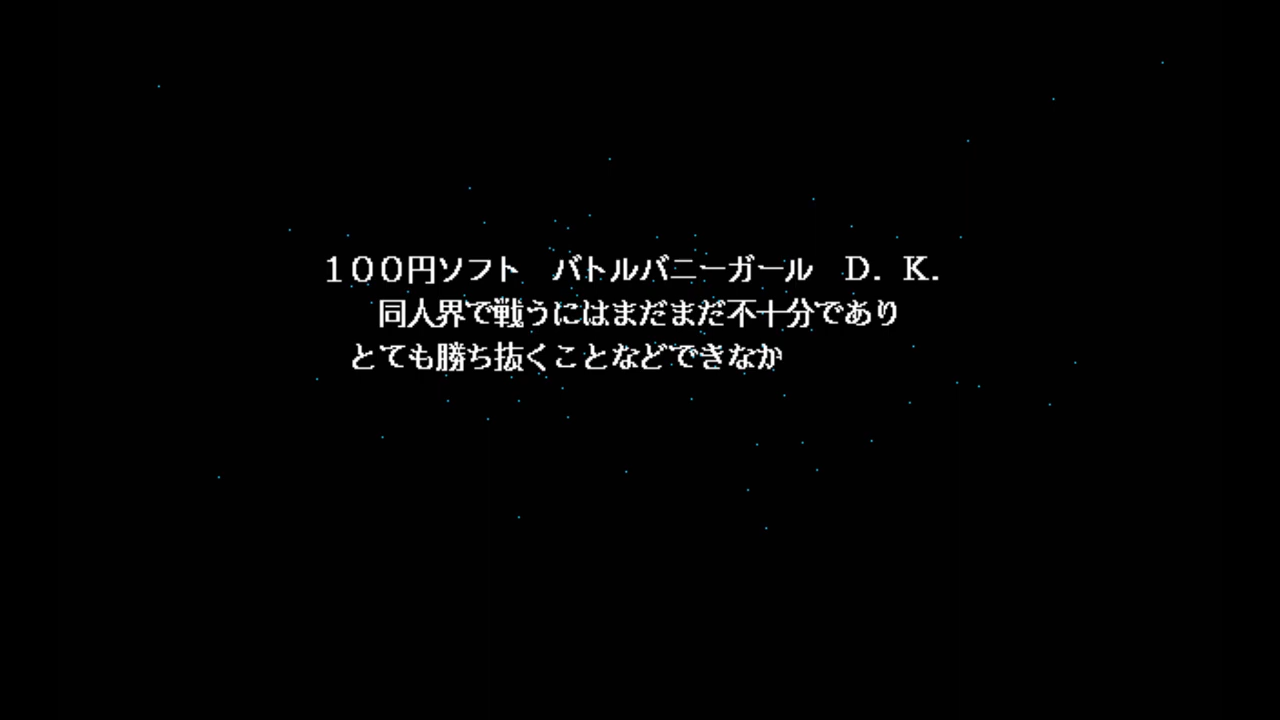 100円ソフト　バトルバニーガール　D．K．
同人界で戦うにはまだまだ不十分であり
とても勝ち抜くことなどできなか